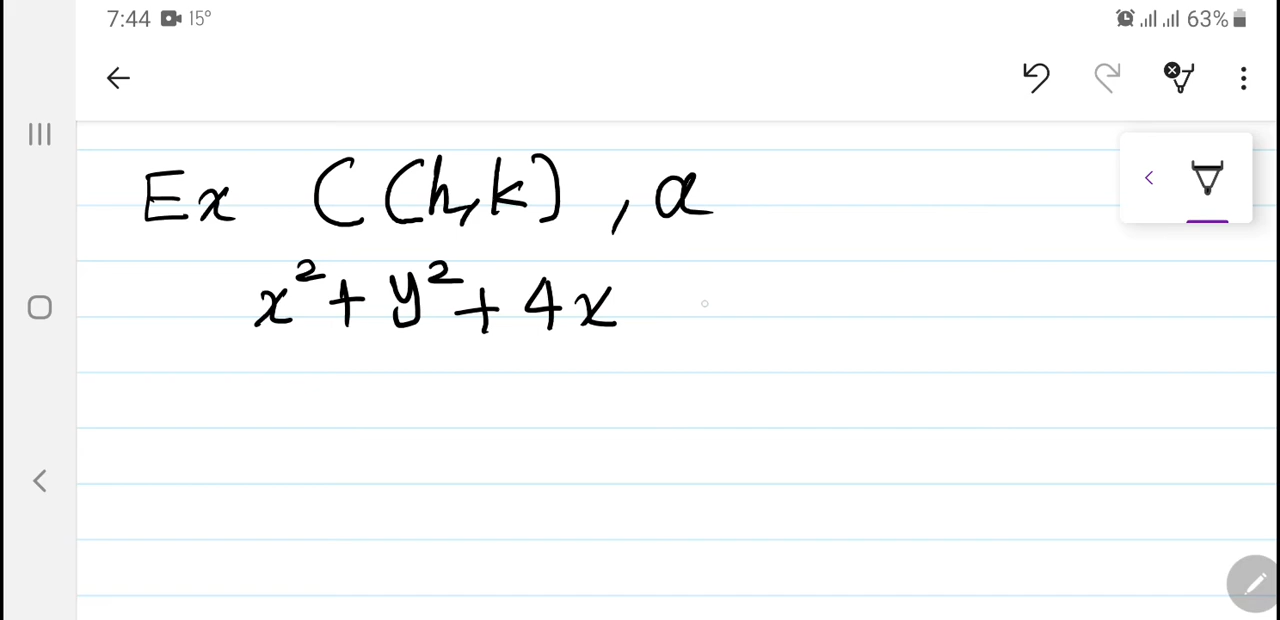 7:44 15° 63%
Ex (C(h,k), a
x² + y² + 4x